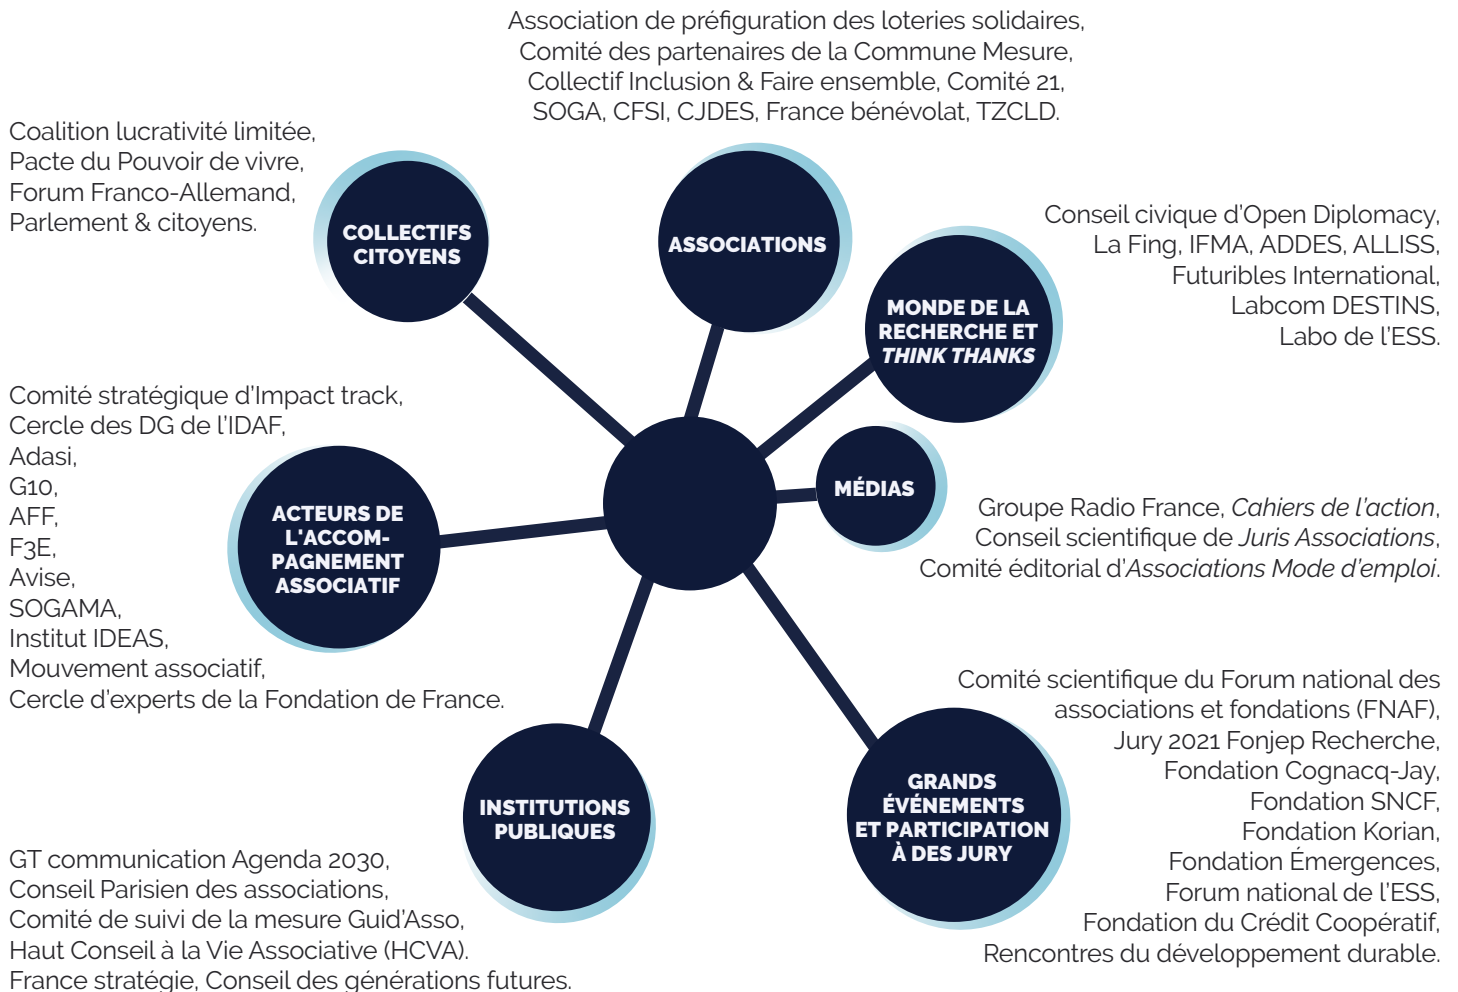 Association de préfiguration des loteries solidaires,
Comité des partenaires de la Commune Mesure,
Collectif Inclusion & Faire ensemble, Comité 21,
SOGA, CFSI, CJDES, France bénévolat, TZCLD.
Coalition lucrativité limitée,
Pacte du Pouvoir de vivre,
Forum Franco-Allemand,
Parlement & citoyens.
COLLECTIFS
CITOYENS
ASSOCIATIONS
MONDE DE LA
RECHERCHE ET
THINK THANKS
Conseil civique d’Open Diplomacy,
La Fing, IFMA, ADDES, ALLISS,
Futuribles International,
Labcom DESTINS,
Labo de l’ESS.
Comité stratégique d’Impact track,
Cercle des DG de l’IDAF,
Adasi,
G10,
AFF,
F3E,
Avise,
SOGAMA,
Institut IDEAS,
Mouvement associatif,
Cercle d’experts de la Fondation de France.
ACTEURS DE
L'ACCOM-
PAGNEMENT
ASSOCIATIF
MÉDIAS
Groupe Radio France, Cahiers de l’action,
Conseil scientifique de Juris Associations,
Comité éditorial d’Associations Mode d’emploi.
INSTITUTIONS
PUBLIQUES
GT communication Agenda 2030,
Conseil Parisien des associations,
Comité de suivi de la mesure Guid’Asso,
Haut Conseil à la Vie Associative (HCVA).
France stratégie, Conseil des générations futures.
GRANDS
ÉVÉNEMENTS
ET PARTICIPATION
À DES JURY
Comité scientifique du Forum national des
associations et fondations (FNAF),
Jury 2021 Fonjep Recherche,
Fondation Cognacq-Jay,
Fondation SNCF,
Fondation Korian,
Fondation Émergences,
Forum national de l’ESS,
Fondation du Crédit Coopératif,
Rencontres du développement durable.